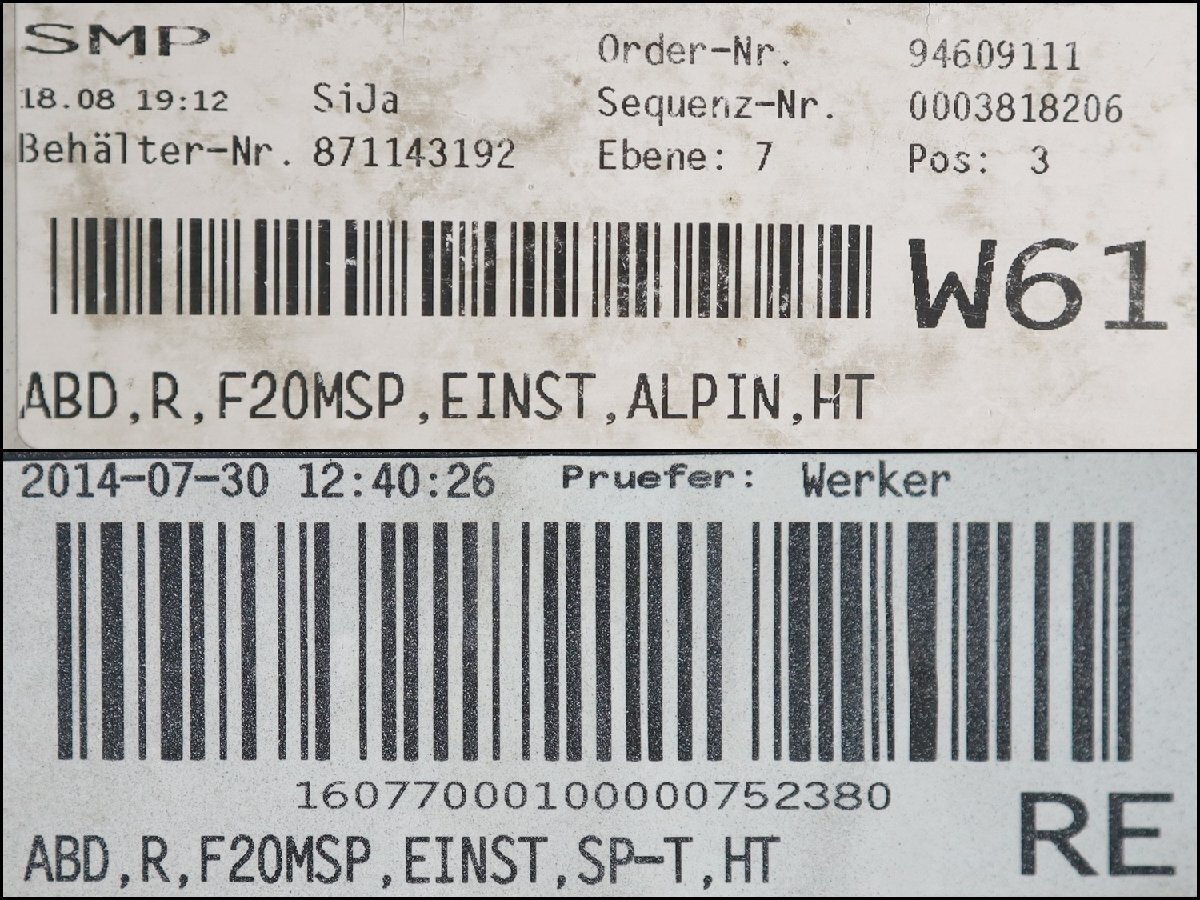 SMP Order-Nr. 94609111
18.08 19:12 SiJa Sequenz-Nr. 0003818206
Behälter-Nr. 871143192 Ebene: 7 Pos: 3
W61
ABD,R,F20MSP,EINST,ALPIN,HT
2014-07-30 12:40:26 Pruefer: Werker
16077000100000752380
RE
ABD,R,F20MSP,EINST,SP-T,HT